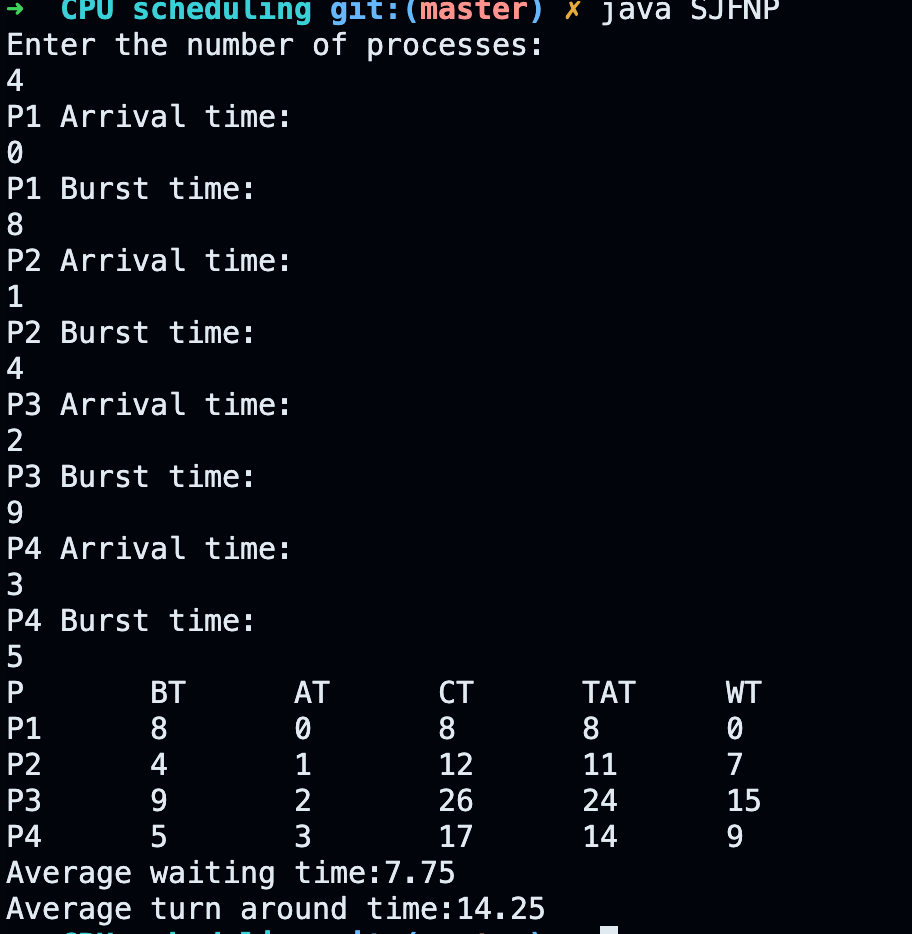 ➜  CPU scheduling git:(master) ✗ java SJFNP
Enter the number of processes:
4
P1 Arrival time:
0
P1 Burst time:
8
P2 Arrival time:
1
P2 Burst time:
4
P3 Arrival time:
2
P3 Burst time:
9
P4 Arrival time:
3
P4 Burst time:
5
P       BT      AT      CT      TAT     WT
P1      8       0       8       8       0
P2      4       1       12      11      7
P3      9       2       26      24      15
P4      5       3       17      14      9
Average waiting time:7.75
Average turn around time:14.25